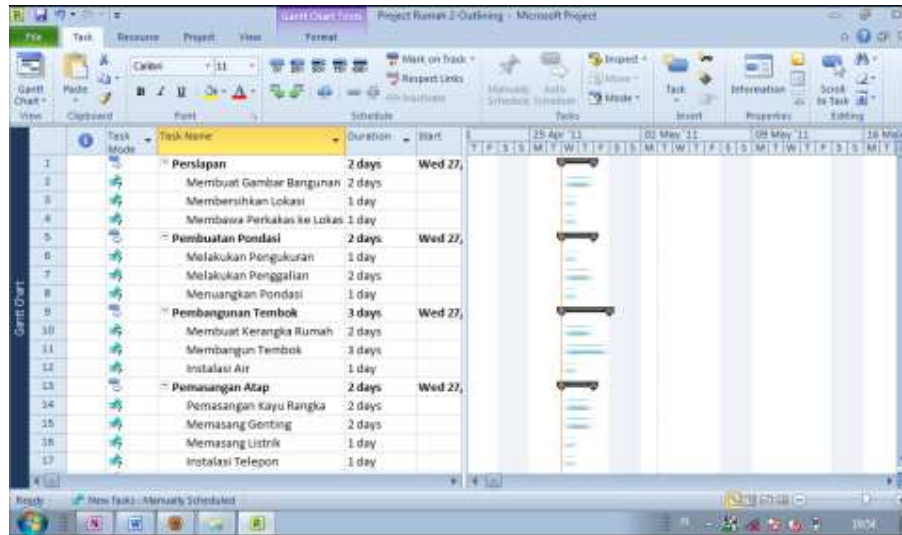 Gantt Chart Tools Project Rumah 2-Outlining - Microsoft Project
File Task Resource Project View Format
Calibri 11 Mark on Track Inspect
Respect Links Move
Inactivate Mode
Gantt Chart Paste Manually Schedule Auto Schedule Task Information Scroll to Task
View Clipboard Font Schedule Tasks Insert Properties Editing
Task Mode Task Name Duration Start 25 Apr '11 02 May '11 09 May '11 16 May
T F S S M T W T F S S M T W T F S S M T W T F S S M T
1 Persiapan 2 days Wed 27,
2 Membuat Gambar Bangunan 2 days
3 Membersihkan Lokasi 1 day
4 Membawa Perkakas ke Lokas 1 day
5 Pembuatan Pondasi 2 days Wed 27,
6 Melakukan Pengukuran 1 day
7 Melakukan Penggalian 2 days
8 Menuangkan Pondasi 1 day
9 Pembangunan Tembok 3 days Wed 27,
10 Membuat Kerangka Rumah 2 days
11 Membangun Tembok 3 days
12 Instalasi Air 1 day
13 Pemasangan Atap 2 days Wed 27,
14 Pemasangan Kayu Rangka 2 days
15 Memasang Genting 2 days
16 Memasang Listrik 1 day
17 Instalasi Telepon 1 day
Gantt Chart
Ready New Tasks : Manually Scheduled